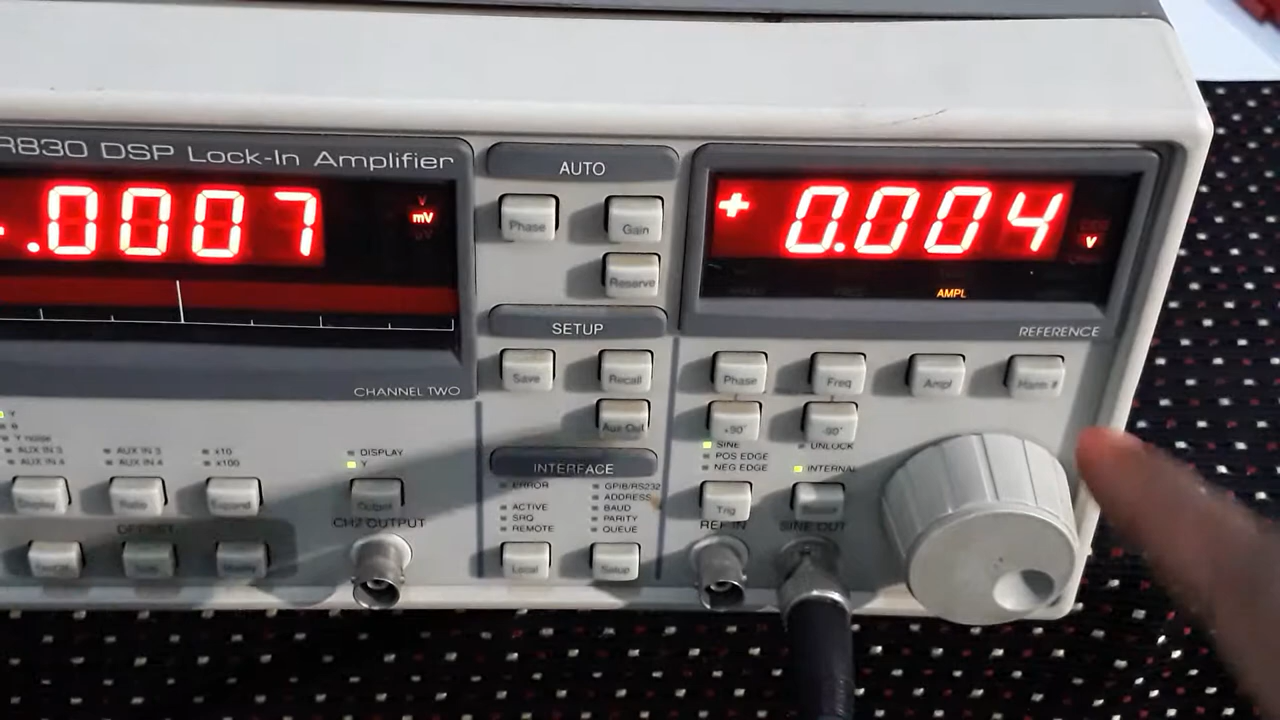 R830 DSP Lock-In Amplifier
.0007
mV
CHANNEL TWO
AUTO
Phase
Gain
Reserve
SETUP
Save
Recall
Aux Out
INTERFACE
ERROR
ACTIVE
SRQ
REMOTE
GPIB/RS232
ADDRESS
BAUD
PARITY
QUEUE
Local
Setup
+ 0.004
V
AMPL
REFERENCE
Phase
Freq
Ampl
Harm #
+90°
-90°
SINE
POS EDGE
NEG EDGE
UNLOCK
INTERNAL
Trig
REF IN
SINE OUT
Y
Y noise
AUX IN 3
AUX IN 4
AUX IN 3
AUX IN 4
x10
x100
DISPLAY
Y
Display
Ratio
Expand
Output
OFFSET
CH2 OUTPUT